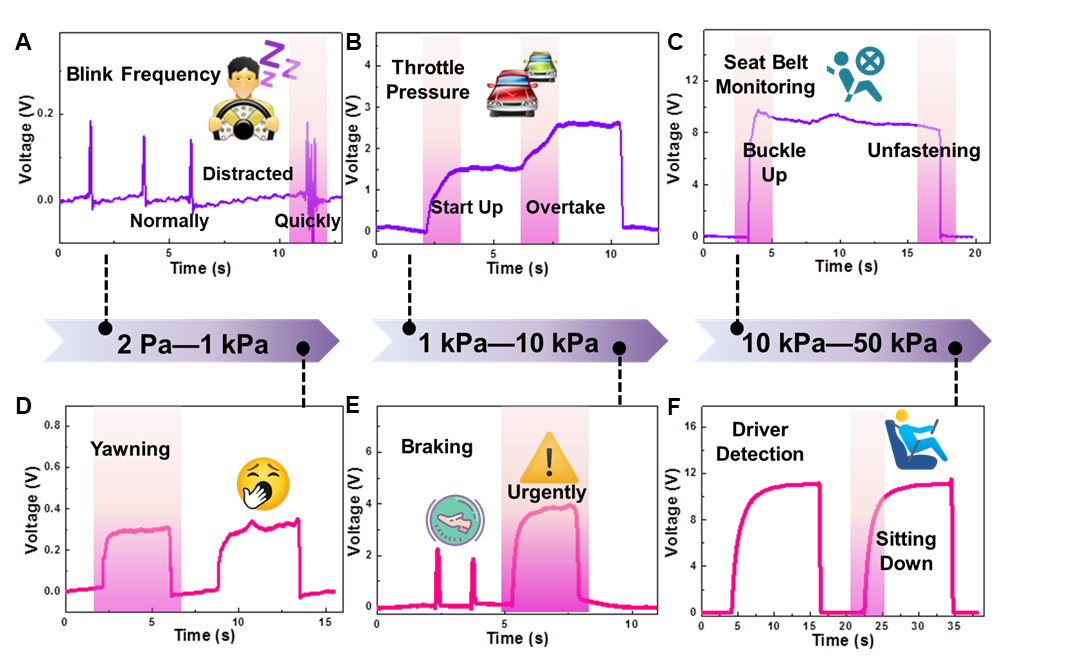 A
Blink Frequency
Z
Z
Z
Distracted
Normally
Quickly
Voltage (V)
0.2
0.0
0
5
10
Time (s)
B
Throttle
Pressure
Start Up
Overtake
Voltage (V)
4
3
2
1
0
0
5
10
Time (s)
C
Seat Belt
Monitoring
Buckle
Up
Unfastening
Voltage (V)
12
8
4
0
0
5
10
15
20
Time (s)
2 Pa—1 kPa
1 kPa—10 kPa
10 kPa—50 kPa
D
Yawning
Voltage (V)
0.8
0.6
0.4
0.2
0.0
0
5
10
15
Time (s)
E
Braking
!
Urgently
Voltage (V)
6
4
2
0
0
5
10
Time (s)
F
Driver
Detection
Sitting
Down
Voltage (V)
16
12
8
4
0
0
5
10
15
20
25
30
35
Time (s)